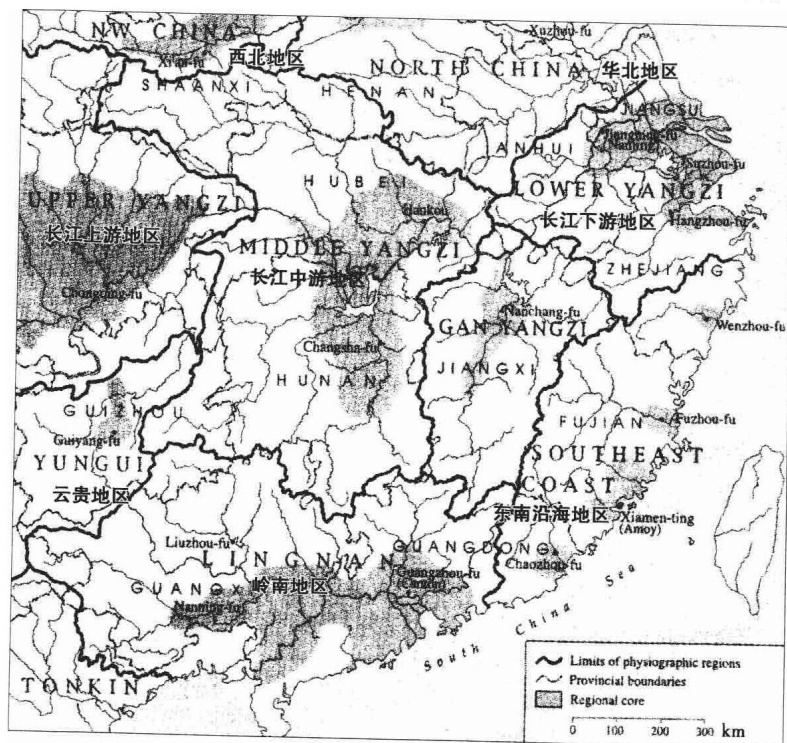 NW CHINA
Xi'an-fu
西北地区
Xuzhou-fu
NORTH CHINA
华北地区
SHAANXI
HENAN
JIANGSU
Jiangning-fu
(Nanjing)
ANHUI
Suzhou-fu
HUBEI
UPPER YANGZI
LOWER YANGZI
Hankou
长江上游地区
长江下游地区
Hangzhou-fu
MIDDLE YANGZI
长江中游地区
ZHEJIANG
Chongqing-fu
Nanchang-fu
GAN YANGZI
Wenzhou-fu
Changsha-fu
JIANGXI
HUNAN
GUIZHOU
FUJIAN
Fuzhou-fu
Guiyang-fu
YUNGUI
SOUTHEAST
COAST
云贵地区
东南沿海地区
Xiamen-ting
(Amoy)
Liuzhou-fu
GUANGDONG
LINGNAN
岭南地区
Guangzhou-fu
(Canton)
Chaozhou-fu
GUANGXI
Nanning-fu
South China Sea
TONKIN
Limits of physiographic regions
Provincial boundaries
Regional core
0 100 200 300 km